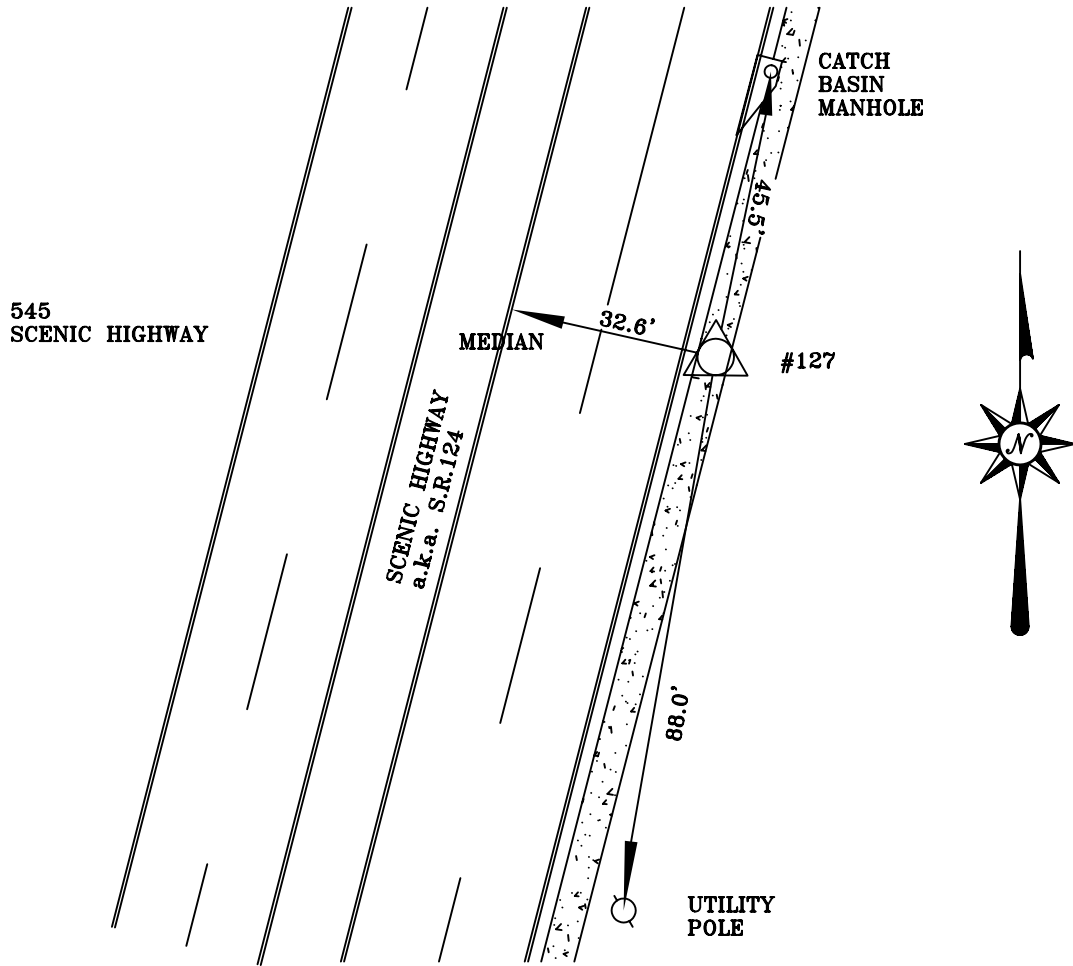 CATCH
BASIN
MANHOLE
45.5'
545
SCENIC HIGHWAY
32.6'
MEDIAN
#127
SCENIC HIGHWAY
a.k.a. S.R.124
N
88.0'
UTILITY
POLE